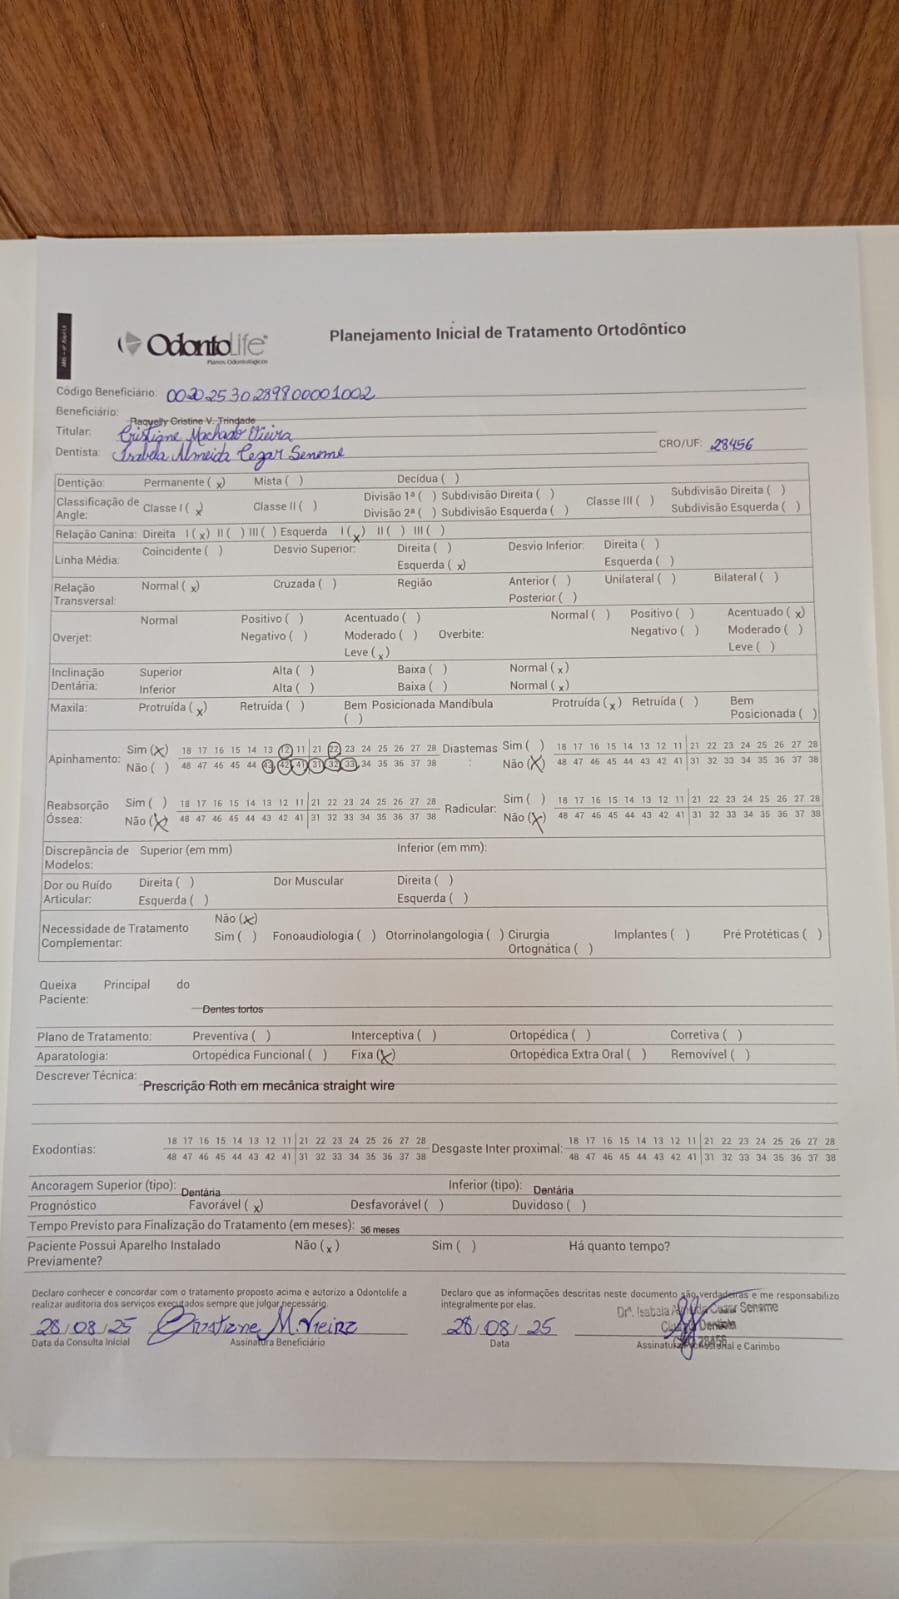 Odontolife
Planos Odontológicos
Planejamento Inicial de Tratamento Ortodôntico
Código Beneficiário: 00202530289800001002
Beneficiário: Raquelly Cristine V. Trindade
Titular: Cristiane Machado Vieira
Dentista: Isabela Almeida Cezar Seneme CRO/UF: 28456
Dentição: Permanente (x) Mista ( ) Decídua ( )
Classificação de Angle: Classe I (x) Classe II ( ) Divisão 1ª ( ) Subdivisão Direita ( ) Classe III ( ) Subdivisão Direita ( )
Divisão 2ª ( ) Subdivisão Esquerda ( ) Subdivisão Esquerda ( )
Relação Canina: Direita I (x) II ( ) III ( ) Esquerda I (x) II ( ) III ( )
Linha Média: Coincidente ( ) Desvio Superior: Direita ( ) Desvio Inferior: Direita ( )
Esquerda (x) Esquerda ( )
Relação Transversal: Normal (x) Cruzada ( ) Região Anterior ( ) Unilateral ( ) Bilateral ( )
Posterior ( )
Overjet: Normal Positivo ( ) Acentuado ( ) Overbite: Normal ( ) Positivo ( ) Acentuado (x)
Negativo ( ) Moderado ( ) Negativo ( ) Moderado ( )
Leve (x) Leve ( )
Inclinação Dentária: Superior Alta ( ) Baixa ( ) Normal (x)
Inferior Alta ( ) Baixa ( ) Normal (x)
Maxila: Protruída (x) Retruída ( ) Bem Posicionada ( ) Mandíbula Protruída (x) Retruída ( ) Bem Posicionada ( )
Apinhamento: Sim (x) 18 17 16 15 14 13 12 11 21 22 23 24 25 26 27 28 Diastemas: Sim ( ) 18 17 16 15 14 13 12 11 21 22 23 24 25 26 27 28
Não ( ) 48 47 46 45 44 43 42 41 31 32 33 34 35 36 37 38 Não (x) 48 47 46 45 44 43 42 41 31 32 33 34 35 36 37 38
Reabsorção Óssea: Sim ( ) 18 17 16 15 14 13 12 11 21 22 23 24 25 26 27 28 Radicular: Sim ( ) 18 17 16 15 14 13 12 11 21 22 23 24 25 26 27 28
Não (x) 48 47 46 45 44 43 42 41 31 32 33 34 35 36 37 38 Não (x) 48 47 46 45 44 43 42 41 31 32 33 34 35 36 37 38
Discrepância de Modelos: Superior (em mm) Inferior (em mm):
Dor ou Ruído Articular: Direita ( ) Dor Muscular Direita ( )
Esquerda ( ) Esquerda ( )
Necessidade de Tratamento Complementar: Não (x)
Sim ( ) Fonoaudiologia ( ) Otorrinolangologia ( ) Cirurgia Ortognática ( ) Implantes ( ) Pré Protéticas ( )
Queixa Principal do Paciente:
Dentes tortos
Plano de Tratamento: Preventiva ( ) Interceptiva ( ) Ortopédica ( ) Corretiva ( )
Aparatologia: Ortopédica Funcional ( ) Fixa (x) Ortopédica Extra Oral ( ) Removível ( )
Descrever Técnica:
Prescrição Roth em mecânica straight wire
Exodontias: 18 17 16 15 14 13 12 11 21 22 23 24 25 26 27 28 Desgaste Inter proximal: 18 17 16 15 14 13 12 11 21 22 23 24 25 26 27 28
48 47 46 45 44 43 42 41 31 32 33 34 35 36 37 38 48 47 46 45 44 43 42 41 31 32 33 34 35 36 37 38
Ancoragem Superior (tipo): Dentária Inferior (tipo): Dentária
Prognóstico Favorável (x) Desfavorável ( ) Duvidoso ( )
Tempo Previsto para Finalização do Tratamento (em meses): 36 meses
Paciente Possui Aparelho Instalado Previamente? Não (x) Sim ( ) Há quanto tempo?
Declaro conhecer e concordar com o tratamento proposto acima e autorizo a Odontolife a
realizar auditoria dos serviços executados sempre que julgar necessário.
Declaro que as informações descritas neste documento são verdadeiras e me responsabilizo
integralmente por elas.
28/08/25 Cristiane M. Vieira 28/08/25
Data da Consulta Inicial Assinatura Beneficiário Data
Drª. Isabela Almeida Cezar Seneme
28456
Assinatura e Carimbo